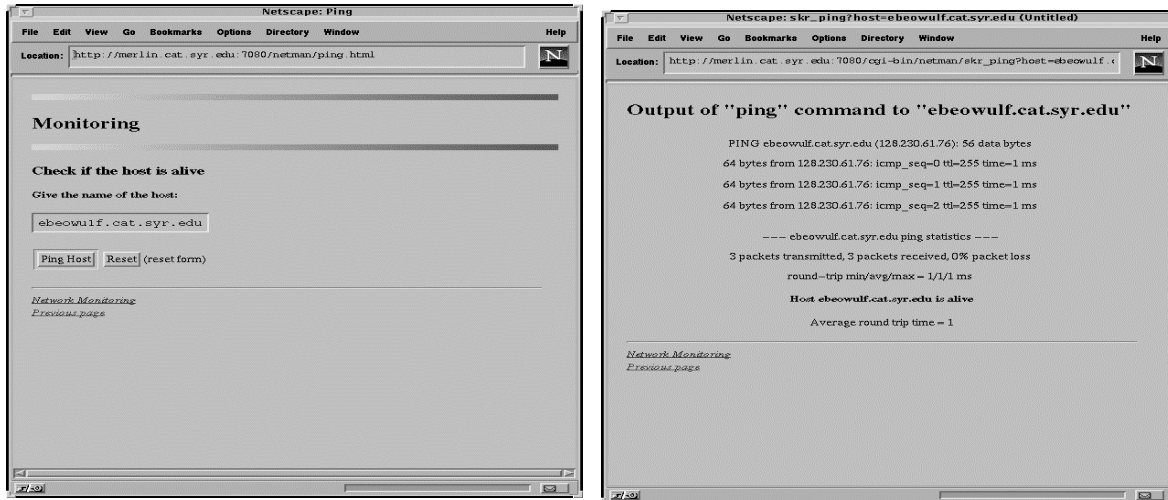 Netscape: Ping
File Edit View Go Bookmarks Options Directory Window Help
Location: http://merlin.cat.syr.edu:7080/netman/ping.html
N
Monitoring
Check if the host is alive
Give the name of the host:
ebeowulf.cat.syr.edu
Ping Host Reset (reset form)
Network Monitoring
Previous page
Netscape: skr_ping?host=ebeowulf.cat.syr.edu (Untitled)
File Edit View Go Bookmarks Options Directory Window Help
Location: http://merlin.cat.syr.edu:7080/cgi-bin/netman/skr_ping?host=ebeowulf.c
N
Output of "ping" command to "ebeowulf.cat.syr.edu"
PING ebeowulf.cat.syr.edu (128.230.61.76): 56 data bytes
64 bytes from 128.230.61.76: icmp_seq=0 ttl=255 time=1 ms
64 bytes from 128.230.61.76: icmp_seq=1 ttl=255 time=1 ms
64 bytes from 128.230.61.76: icmp_seq=2 ttl=255 time=1 ms
--- ebeowulf.cat.syr.edu ping statistics ---
3 packets transmitted, 3 packets received, 0% packet loss
round-trip min/avg/max = 1/1/1 ms
Host ebeowulf.cat.syr.edu is alive
Average round trip time = 1
Network Monitoring
Previous page